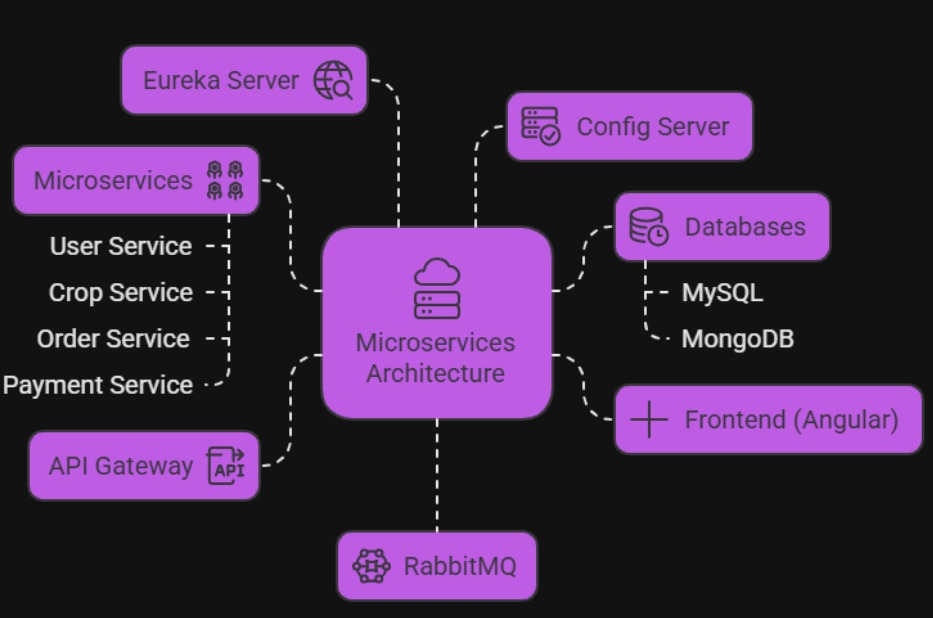 Eureka Server
Config Server
Microservices
User Service
Crop Service
Order Service
Payment Service
Databases
MySQL
MongoDB
Microservices
Architecture
Frontend (Angular)
API Gateway
API
RabbitMQ